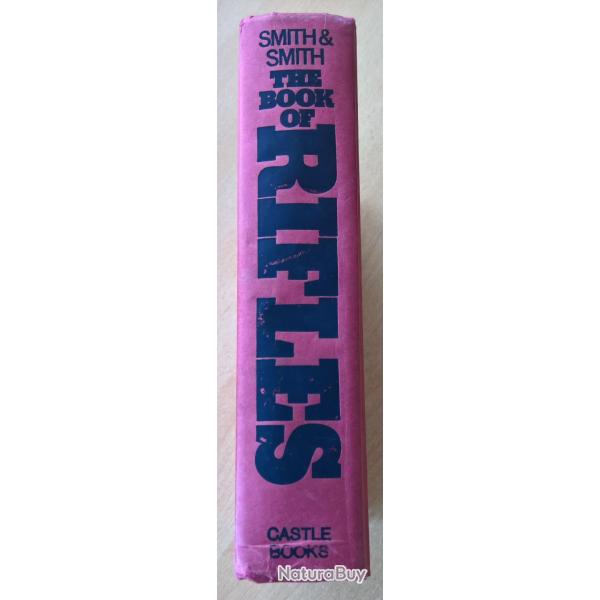 SMITH &
SMITH
THE
BOOK
OF
RIFLES
CASTLE
BOOKS
NaturaBuy